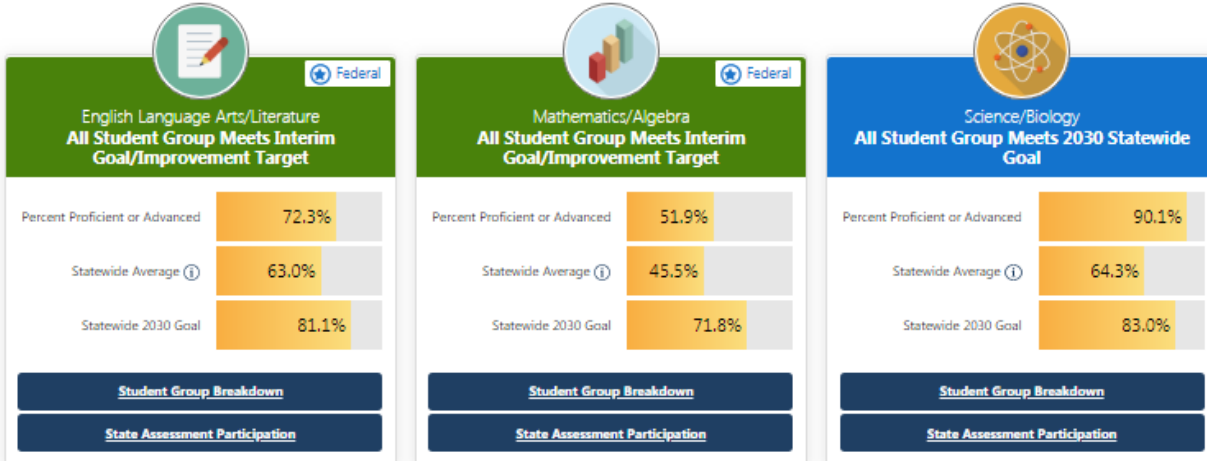 Federal
English Language Arts/Literature
All Student Group Meets Interim
Goal/Improvement Target
Percent Proficient or Advanced
72.3%
Statewide Average
63.0%
Statewide 2030 Goal
81.1%
Student Group Breakdown
State Assessment Participation
Federal
Mathematics/Algebra
All Student Group Meets Interim
Goal/Improvement Target
Percent Proficient or Advanced
51.9%
Statewide Average
45.5%
Statewide 2030 Goal
71.8%
Student Group Breakdown
State Assessment Participation
Science/Biology
All Student Group Meets 2030 Statewide
Goal
Percent Proficient or Advanced
90.1%
Statewide Average
64.3%
Statewide 2030 Goal
83.0%
Student Group Breakdown
State Assessment Participation